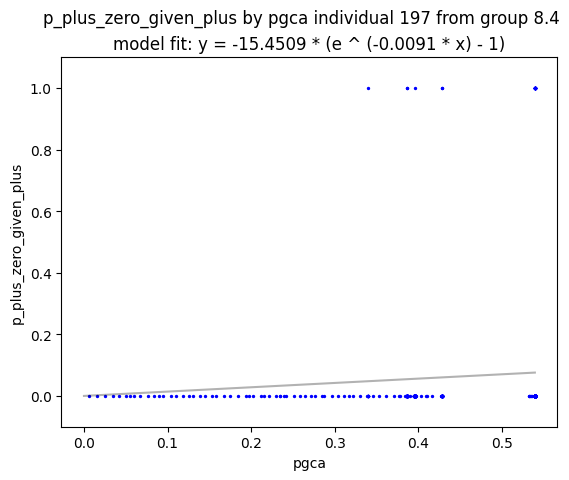 p_plus_zero_given_plus by pgca individual 197 from group 8.4
model fit: y = -15.4509 * (e ^ (-0.0091 * x) - 1)
p_plus_zero_given_plus
1.0
0.8
0.6
0.4
0.2
0.0
0.0 0.1 0.2 0.3 0.4 0.5
pgca